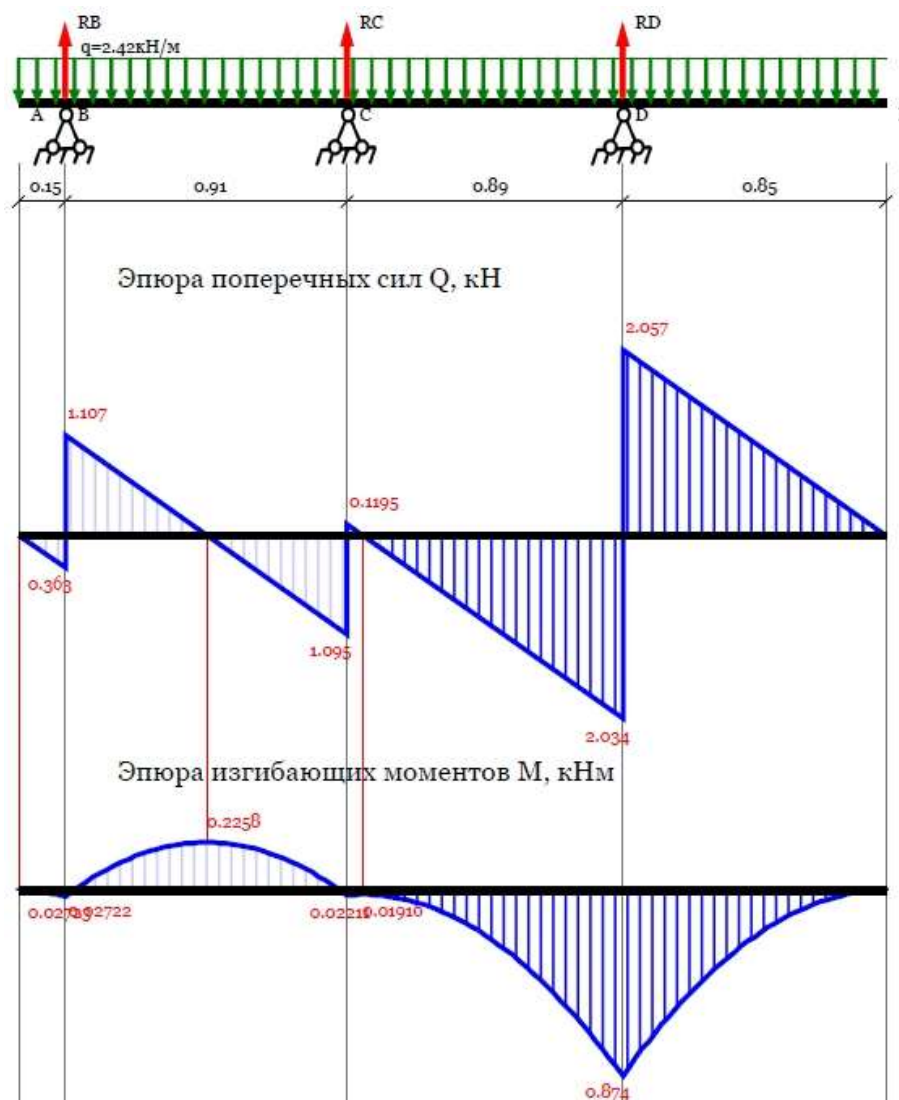 RB RC RD
q=2.42кН/м
A B C D
0.15 0.91 0.89 0.85
Эпюра поперечных сил Q, кН
2.057
1.107
0.1195
0.363
1.095
2.034
Эпюра изгибающих моментов М, кНм
0.2258
0.02722 0.01910
0.874